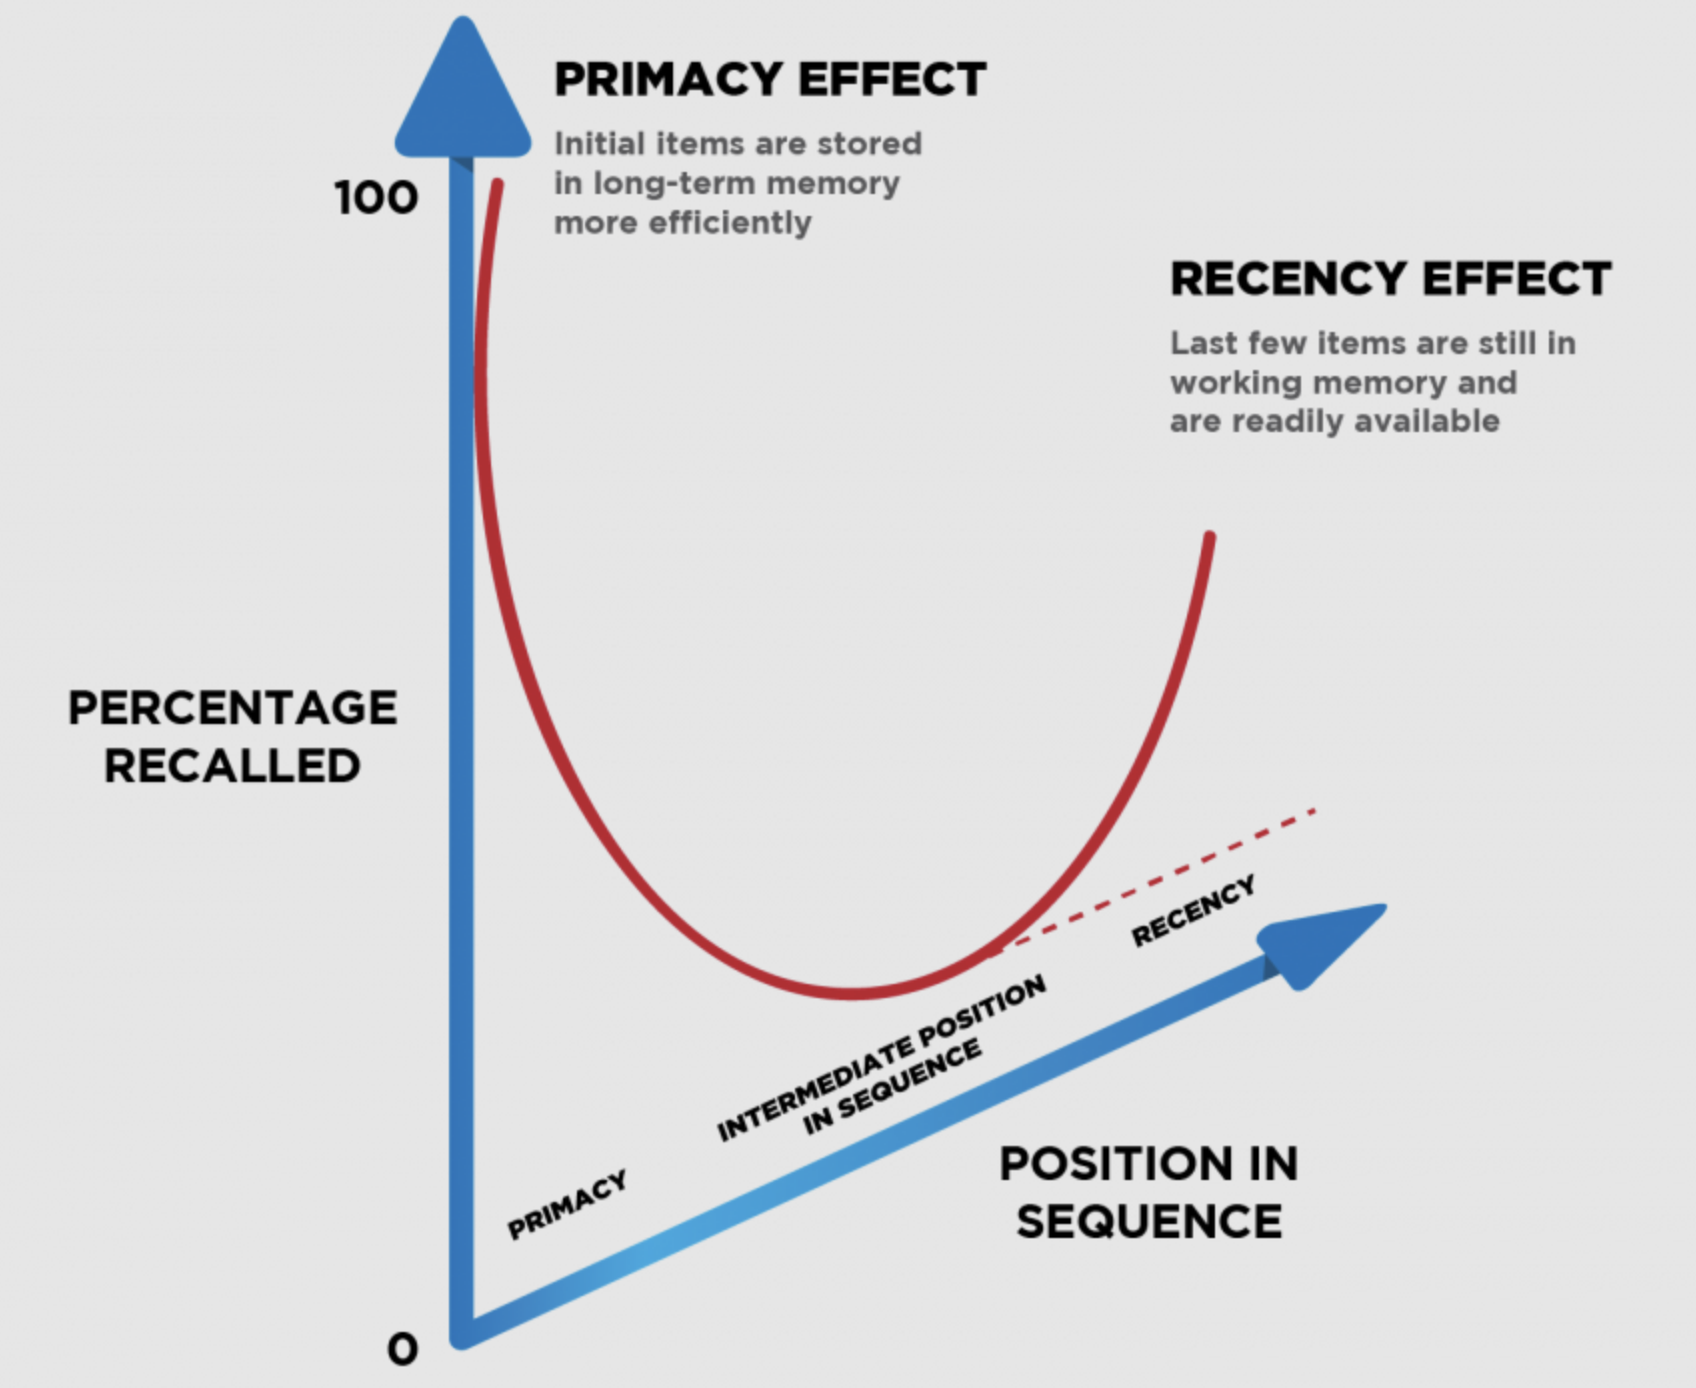 PRIMACY EFFECT
Initial items are stored
in long-term memory
more efficiently
100
RECENCY EFFECT
Last few items are still in
working memory and
are readily available
PERCENTAGE
RECALLED
RECENCY
INTERMEDIATE POSITION
IN SEQUENCE
PRIMACY
POSITION IN
SEQUENCE
0